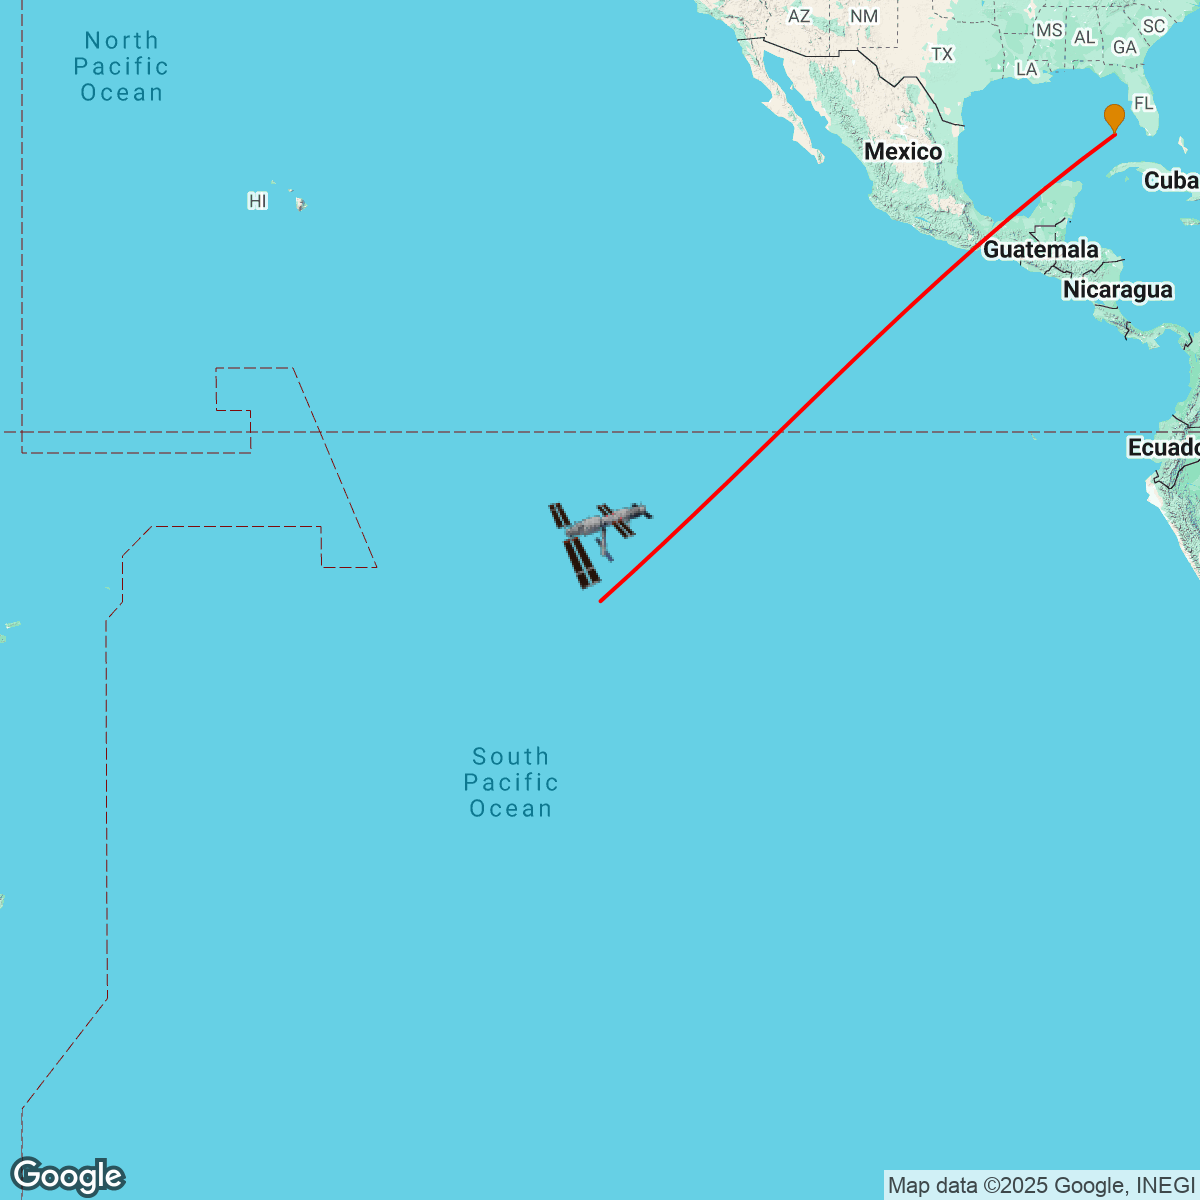 North
Pacific
Ocean
AZ
NM
TX
MS
AL
SC
GA
LA
FL
Mexico
Cuba
HI
Guatemala
Nicaragua
Ecuado
South
Pacific
Ocean
Google
Map data ©2025 Google, INEGI